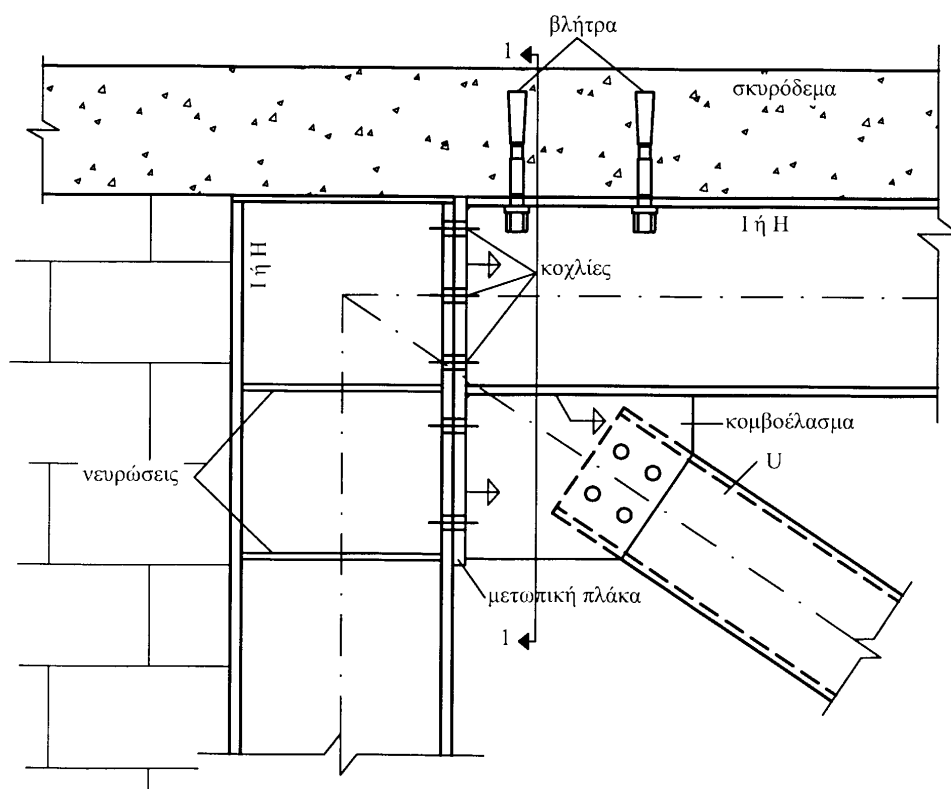 βλήτρα
1
σκυρόδεμα
Ι ή Η
Ι ή Η
κοχλίες
κομβοέλασμα
U
νευρώσεις
μετωπική πλάκα
1